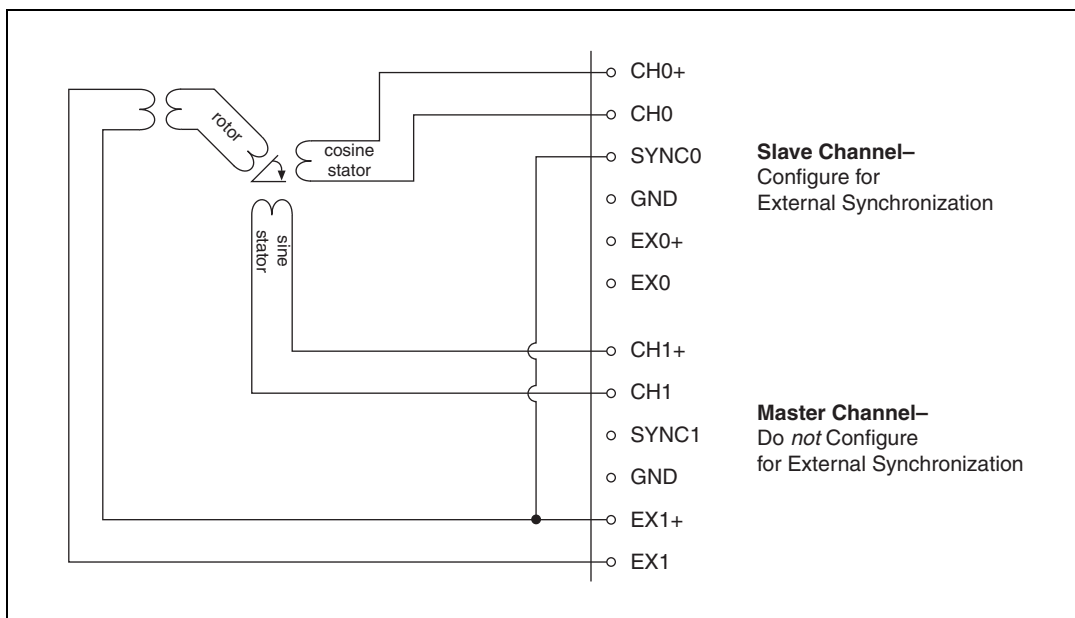 rotor
cosine
stator
sine
stator
CH0+
CH0
SYNC0
GND
EX0+
EX0
Slave Channel–
Configure for
External Synchronization
CH1+
CH1
SYNC1
GND
EX1+
EX1
Master Channel–
Do not Configure
for External Synchronization